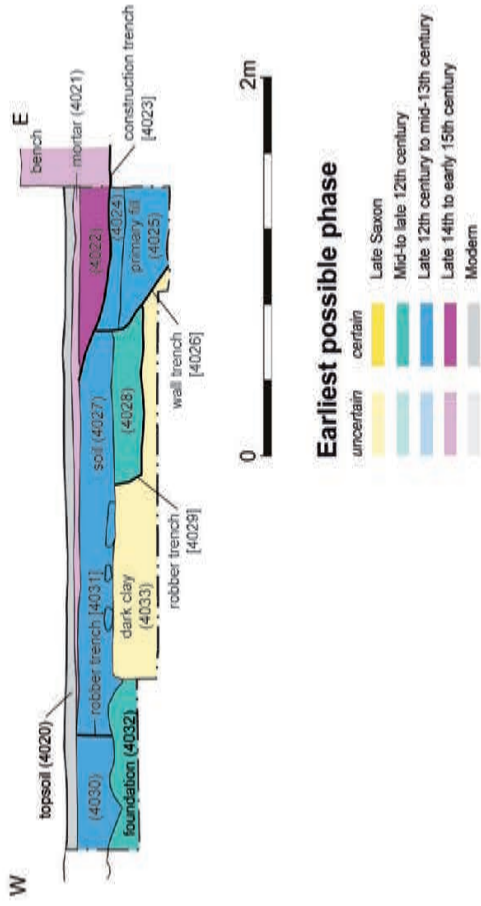 W
E
topsoil (4020)
bench
mortar (4021)
construction trench
[4023]
(4030)
robber trench [4031]
soil (4027)
(4022)
(4024)
primary fill
(4025)
foundation (4032)
dark clay
(4033)
(4028)
robber trench
[4029]
wall trench
[4026]
0
2m
Earliest possible phase
uncertain
certain
Late Saxon
Mid-to late 12th century
Late 12th century to mid-13th century
Late 14th to early 15th century
Modern